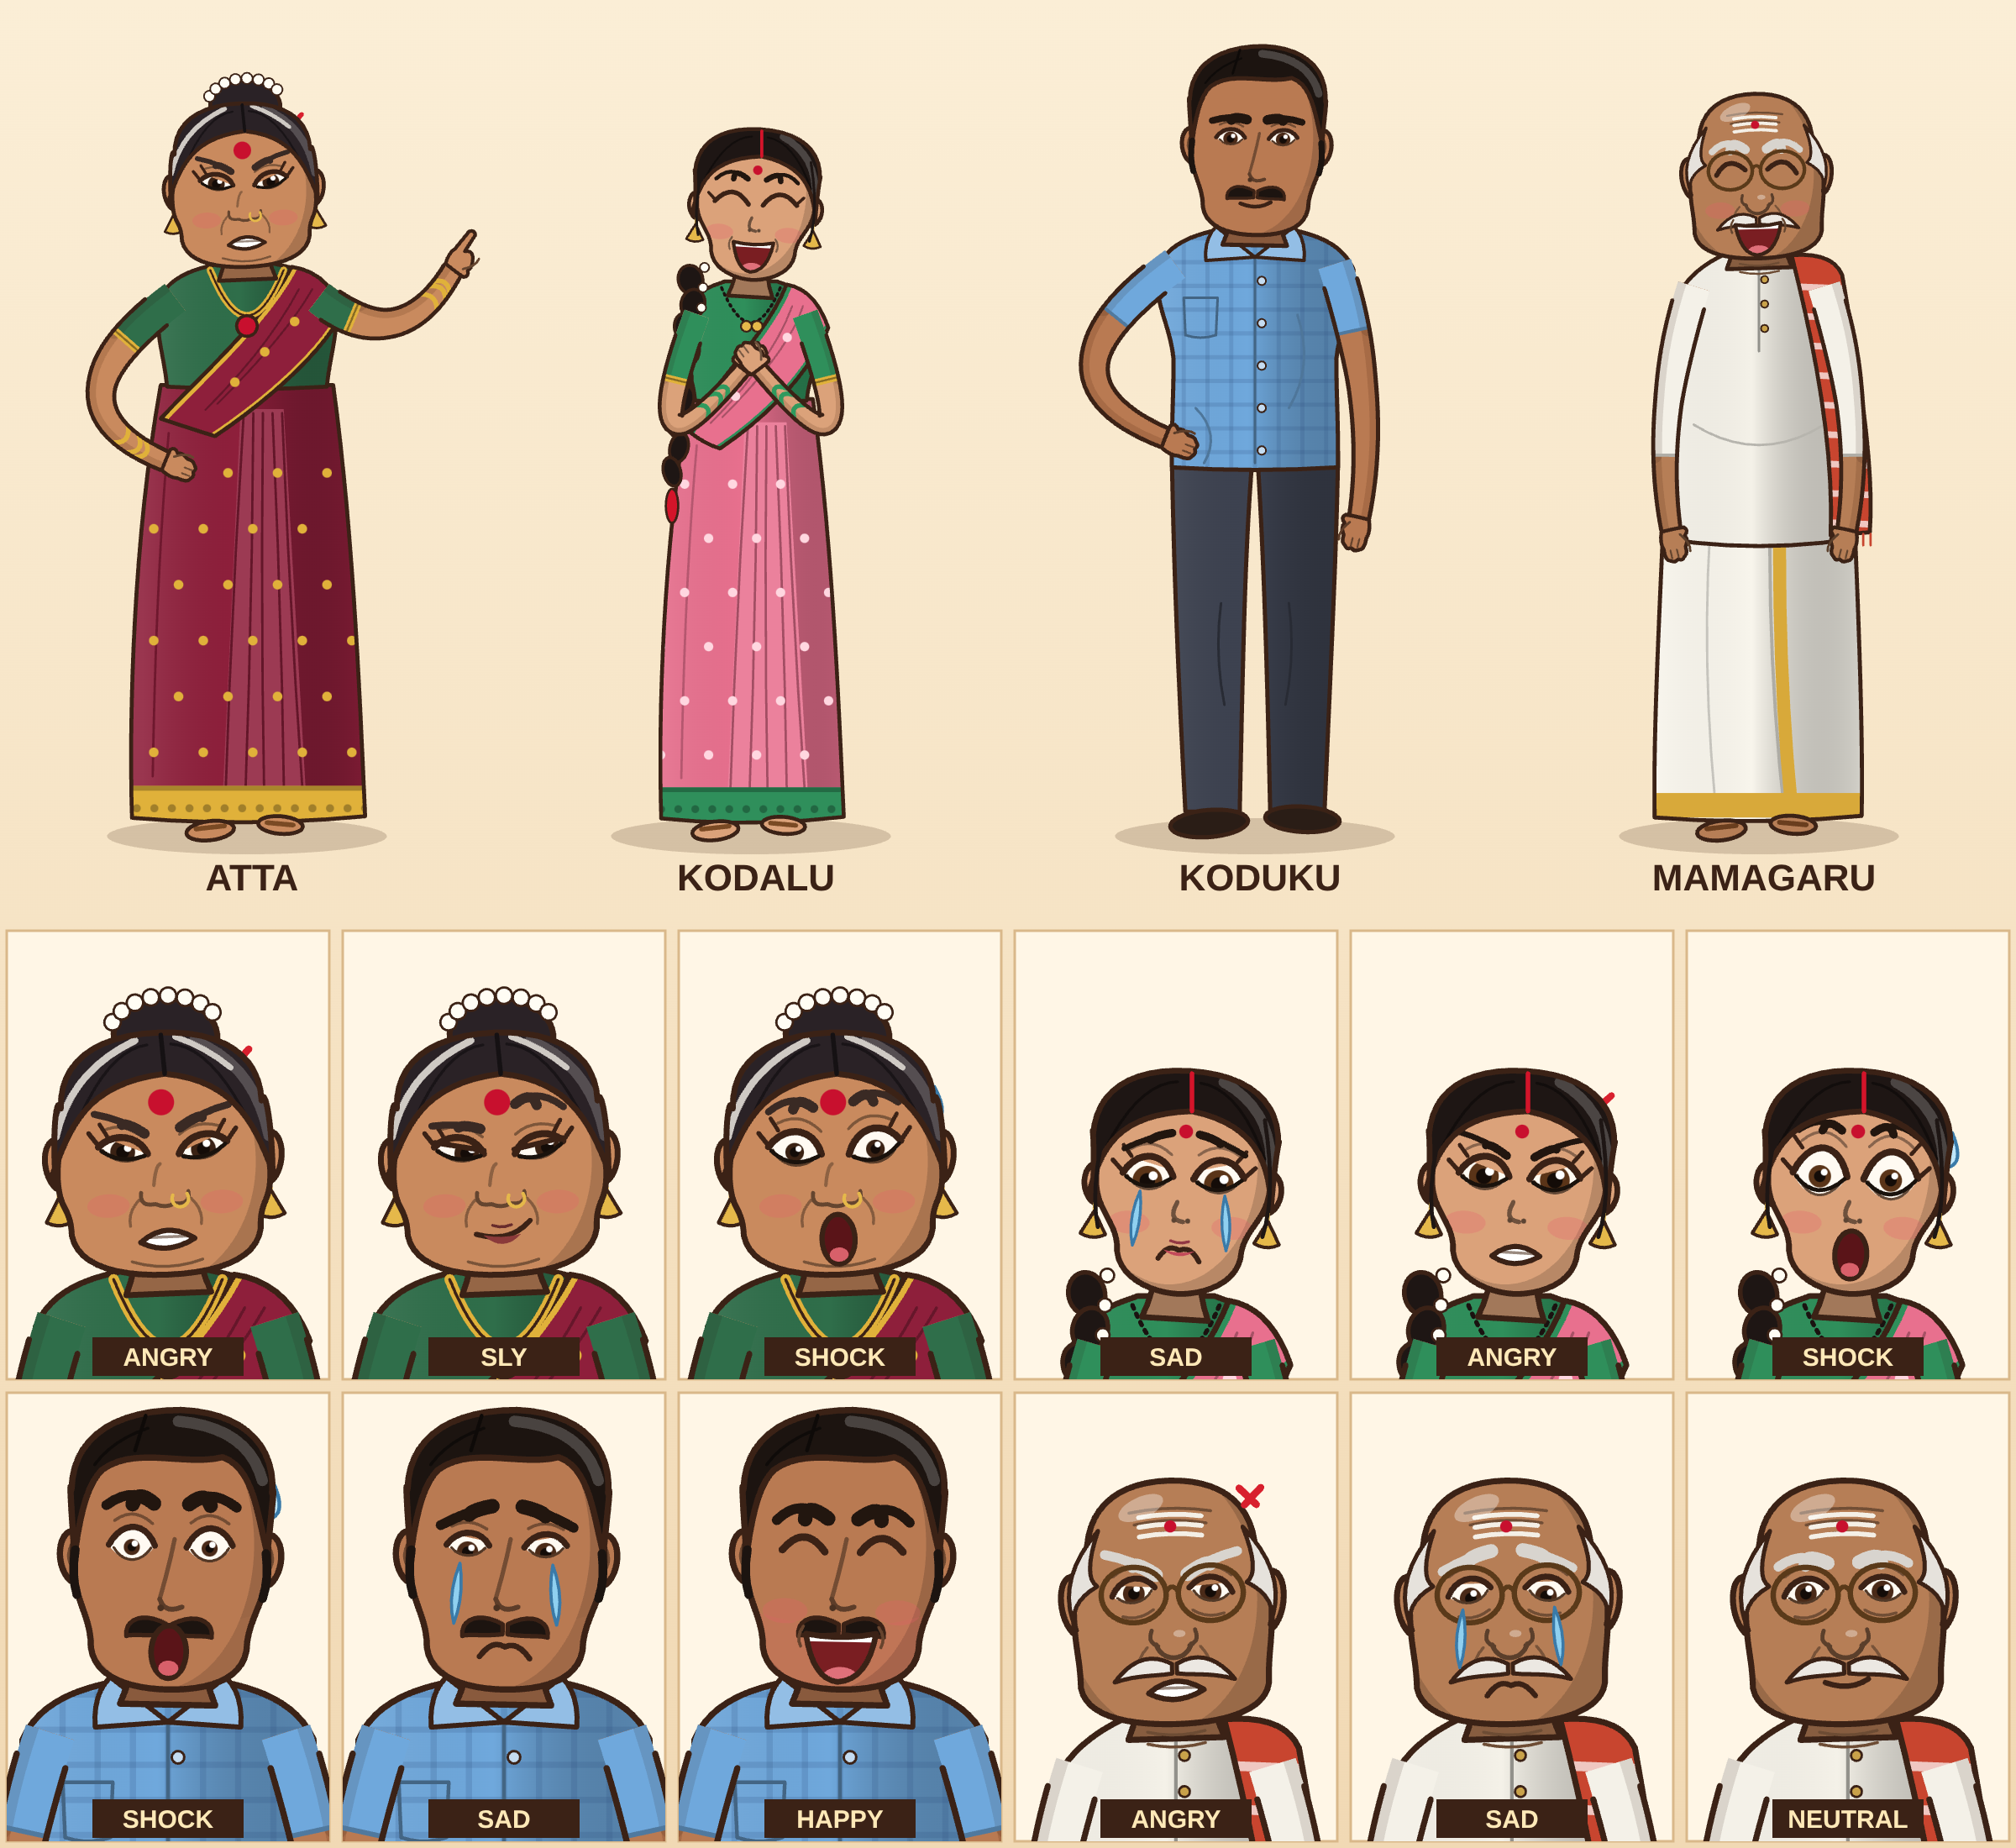 ATTA
KODALU
KODUKU
MAMAGARU
ANGRY
SLY
SHOCK
SAD
ANGRY
SHOCK
SHOCK
SAD
HAPPY
ANGRY
SAD
NEUTRAL